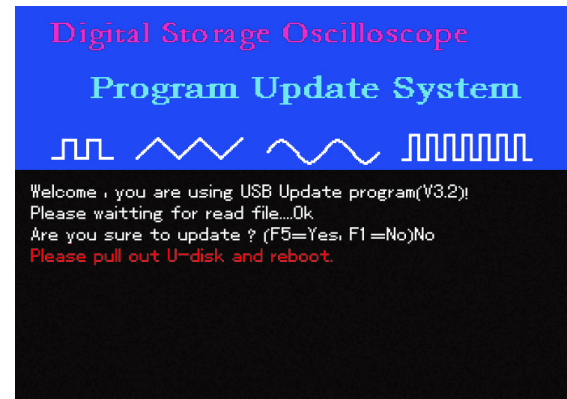 Digital Storage Oscilloscope
Program Update System
Welcome , you are using USB Update program(V3.2)!
Please waitting for read file....Ok
Are you sure to update ? (F5=Yes, F1=No)No
Please pull out U-disk and reboot.